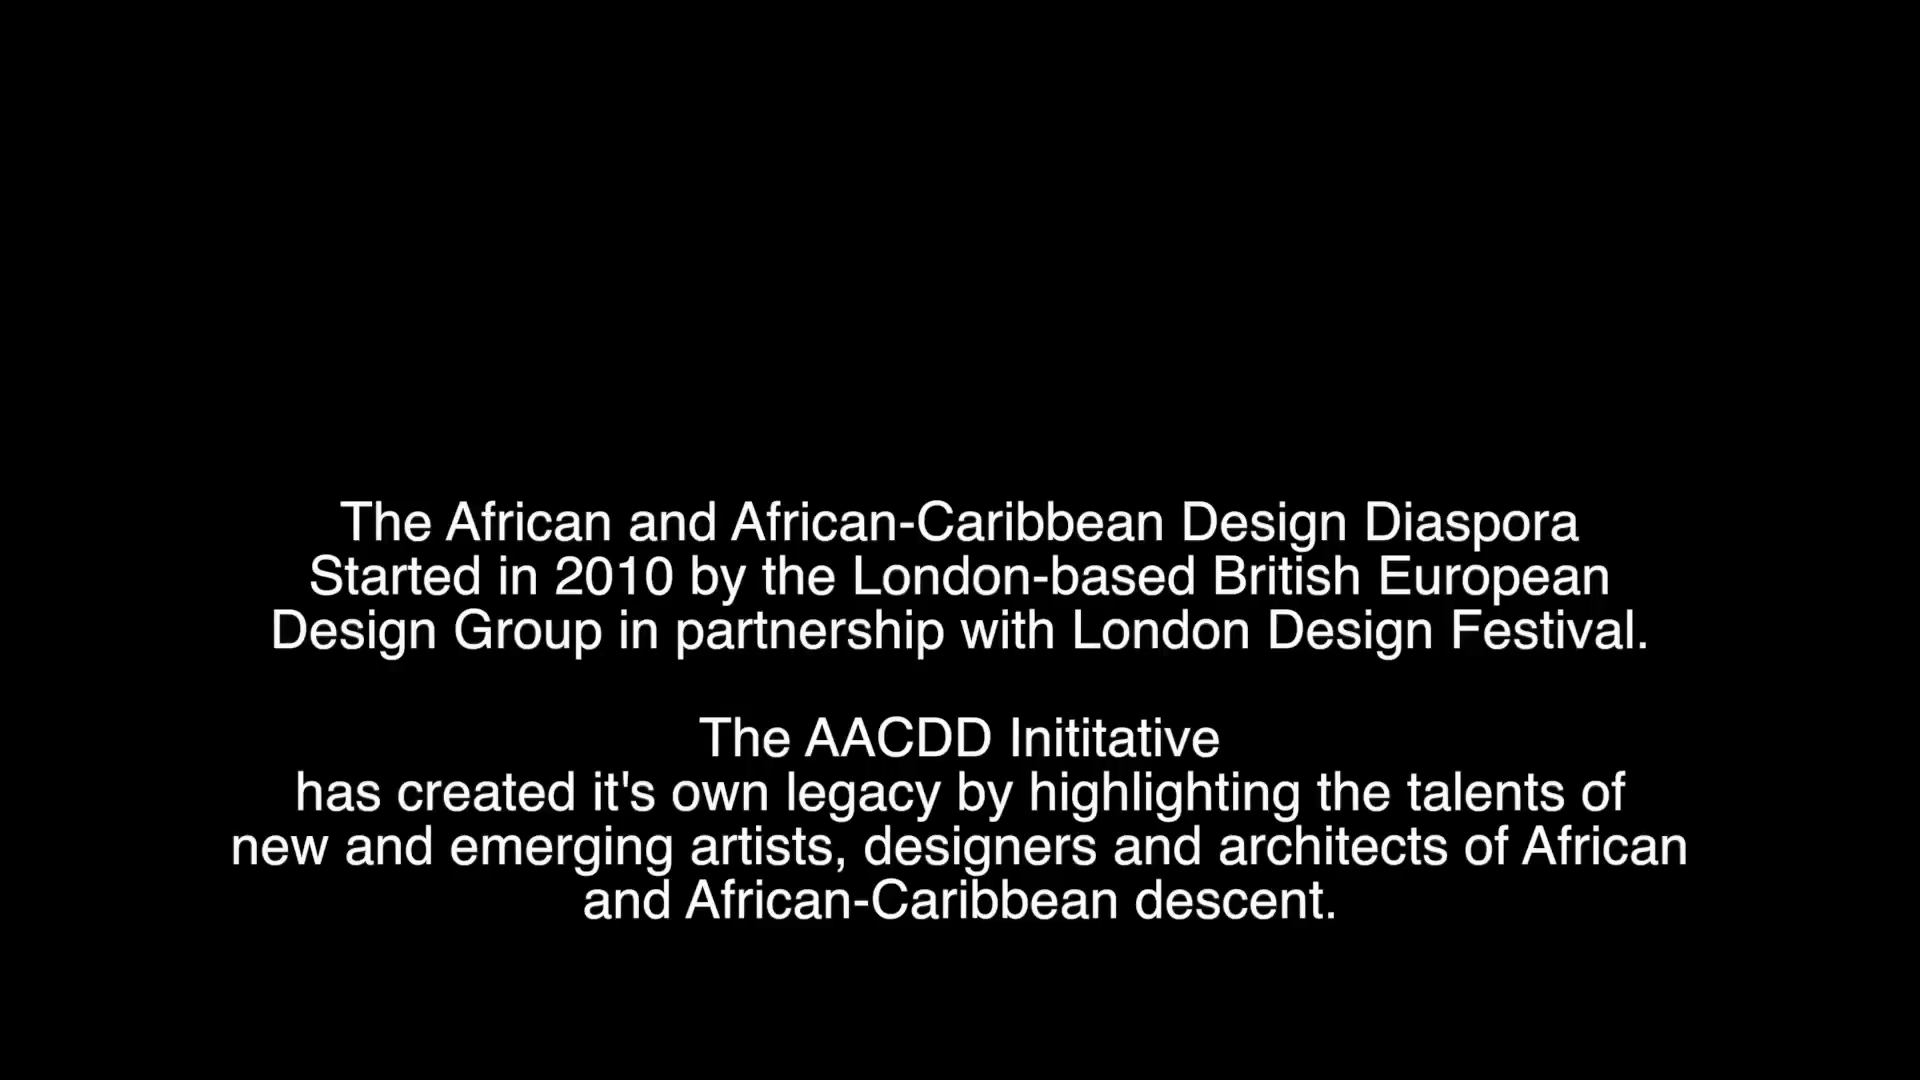 The African and African-Caribbean Design Diaspora
Started in 2010 by the London-based British European
Design Group in partnership with London Design Festival.
The AACDD Inititative
has created it's own legacy by highlighting the talents of
new and emerging artists, designers and architects of African
and African-Caribbean descent.